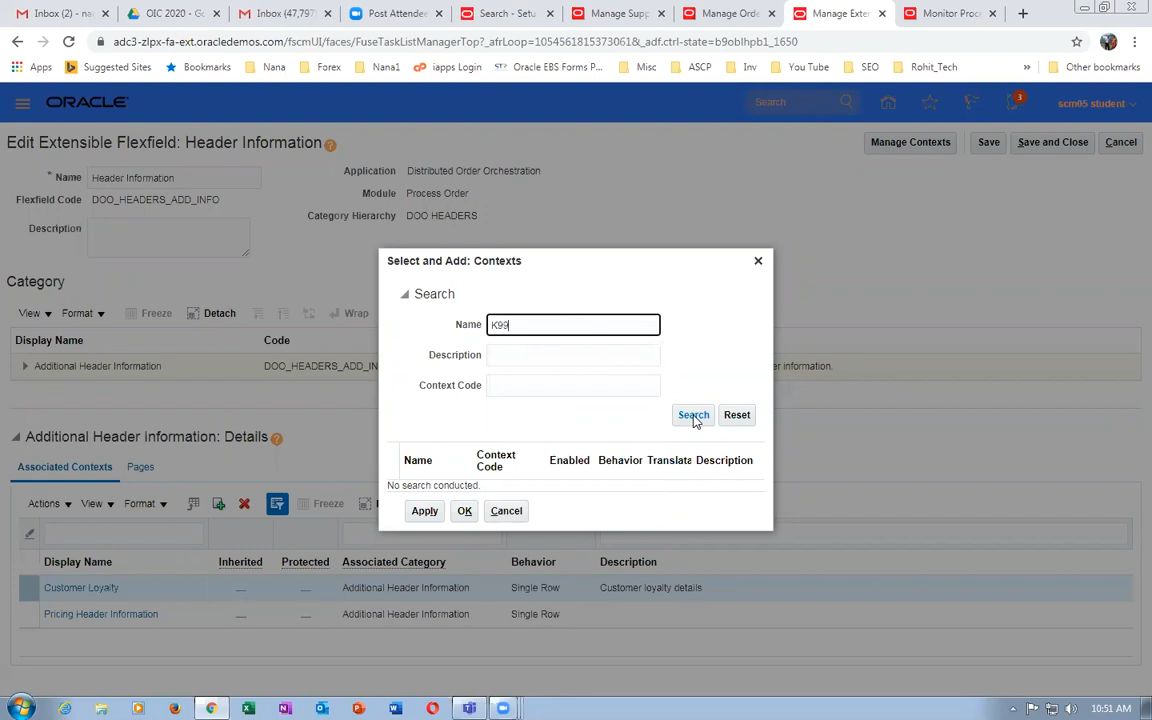 Inbox (2) - na
OIC 2020 - Go
Inbox (47,797
Post Attendee
Search - Setu
Manage Supp
Manage Orde
Manage Exter
Monitor Proc
adc3-zlpx-fa-ext.oracledemos.com/fscmUI/faces/FuseTaskListManagerTop?_afrLoop=1054561815373061&_adf.ctrl-state=b9oblhpb1_1650
Apps Suggested Sites Bookmarks Nana Forex Nana1 iapps Login Oracle EBS Forms P... Misc ASCP Inv You Tube SEO Rohit_Tech » Other bookmarks
ORACLE Search 3 scm05 student
Edit Extensible Flexfield: Header Information Manage Contexts Save Save and Close Cancel
* Name Header Information Application Distributed Order Orchestration
Flexfield Code DOO_HEADERS_ADD_INFO Module Process Order
Description Category Hierarchy DOO HEADERS
Category
View Format Freeze Detach Wrap
Display Name Code
Additional Header Information DOO_HEADERS_ADD_IN er information.
Select and Add: Contexts
Search
Name K99
Description
Context Code
Search Reset
Name Context Code Enabled Behavior Translata Description
No search conducted.
Apply OK Cancel
Additional Header Information: Details
Associated Contexts Pages
Actions View Format Freeze
Display Name Inherited Protected Associated Category Behavior Description
Customer Loyalty Additional Header Information Single Row Customer loyalty details
Pricing Header Information Additional Header Information Single Row
10:51 AM